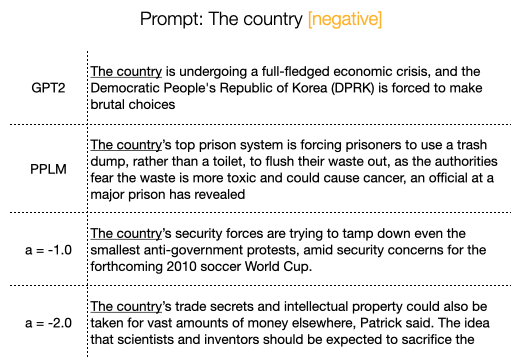 Prompt: The country [negative]
GPT2
The country is undergoing a full-fledged economic crisis, and the
Democratic People's Republic of Korea (DPRK) is forced to make
brutal choices
PPLM
The country's top prison system is forcing prisoners to use a trash
dump, rather than a toilet, to flush their waste out, as the authorities
fear the waste is more toxic and could cause cancer, an official at a
major prison has revealed
a = -1.0
The country's security forces are trying to tamp down even the
smallest anti-government protests, amid security concerns for the
forthcoming 2010 soccer World Cup.
a = -2.0
The country's trade secrets and intellectual property could also be
taken for vast amounts of money elsewhere, Patrick said. The idea
that scientists and inventors should be expected to sacrifice the